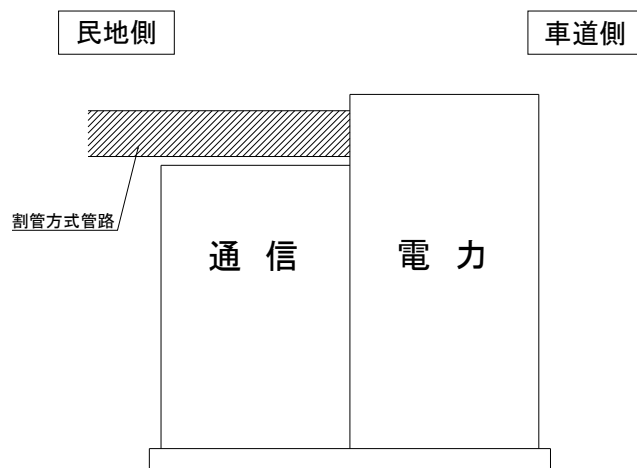 民地側
車道側
割管方式管路
通信
電力